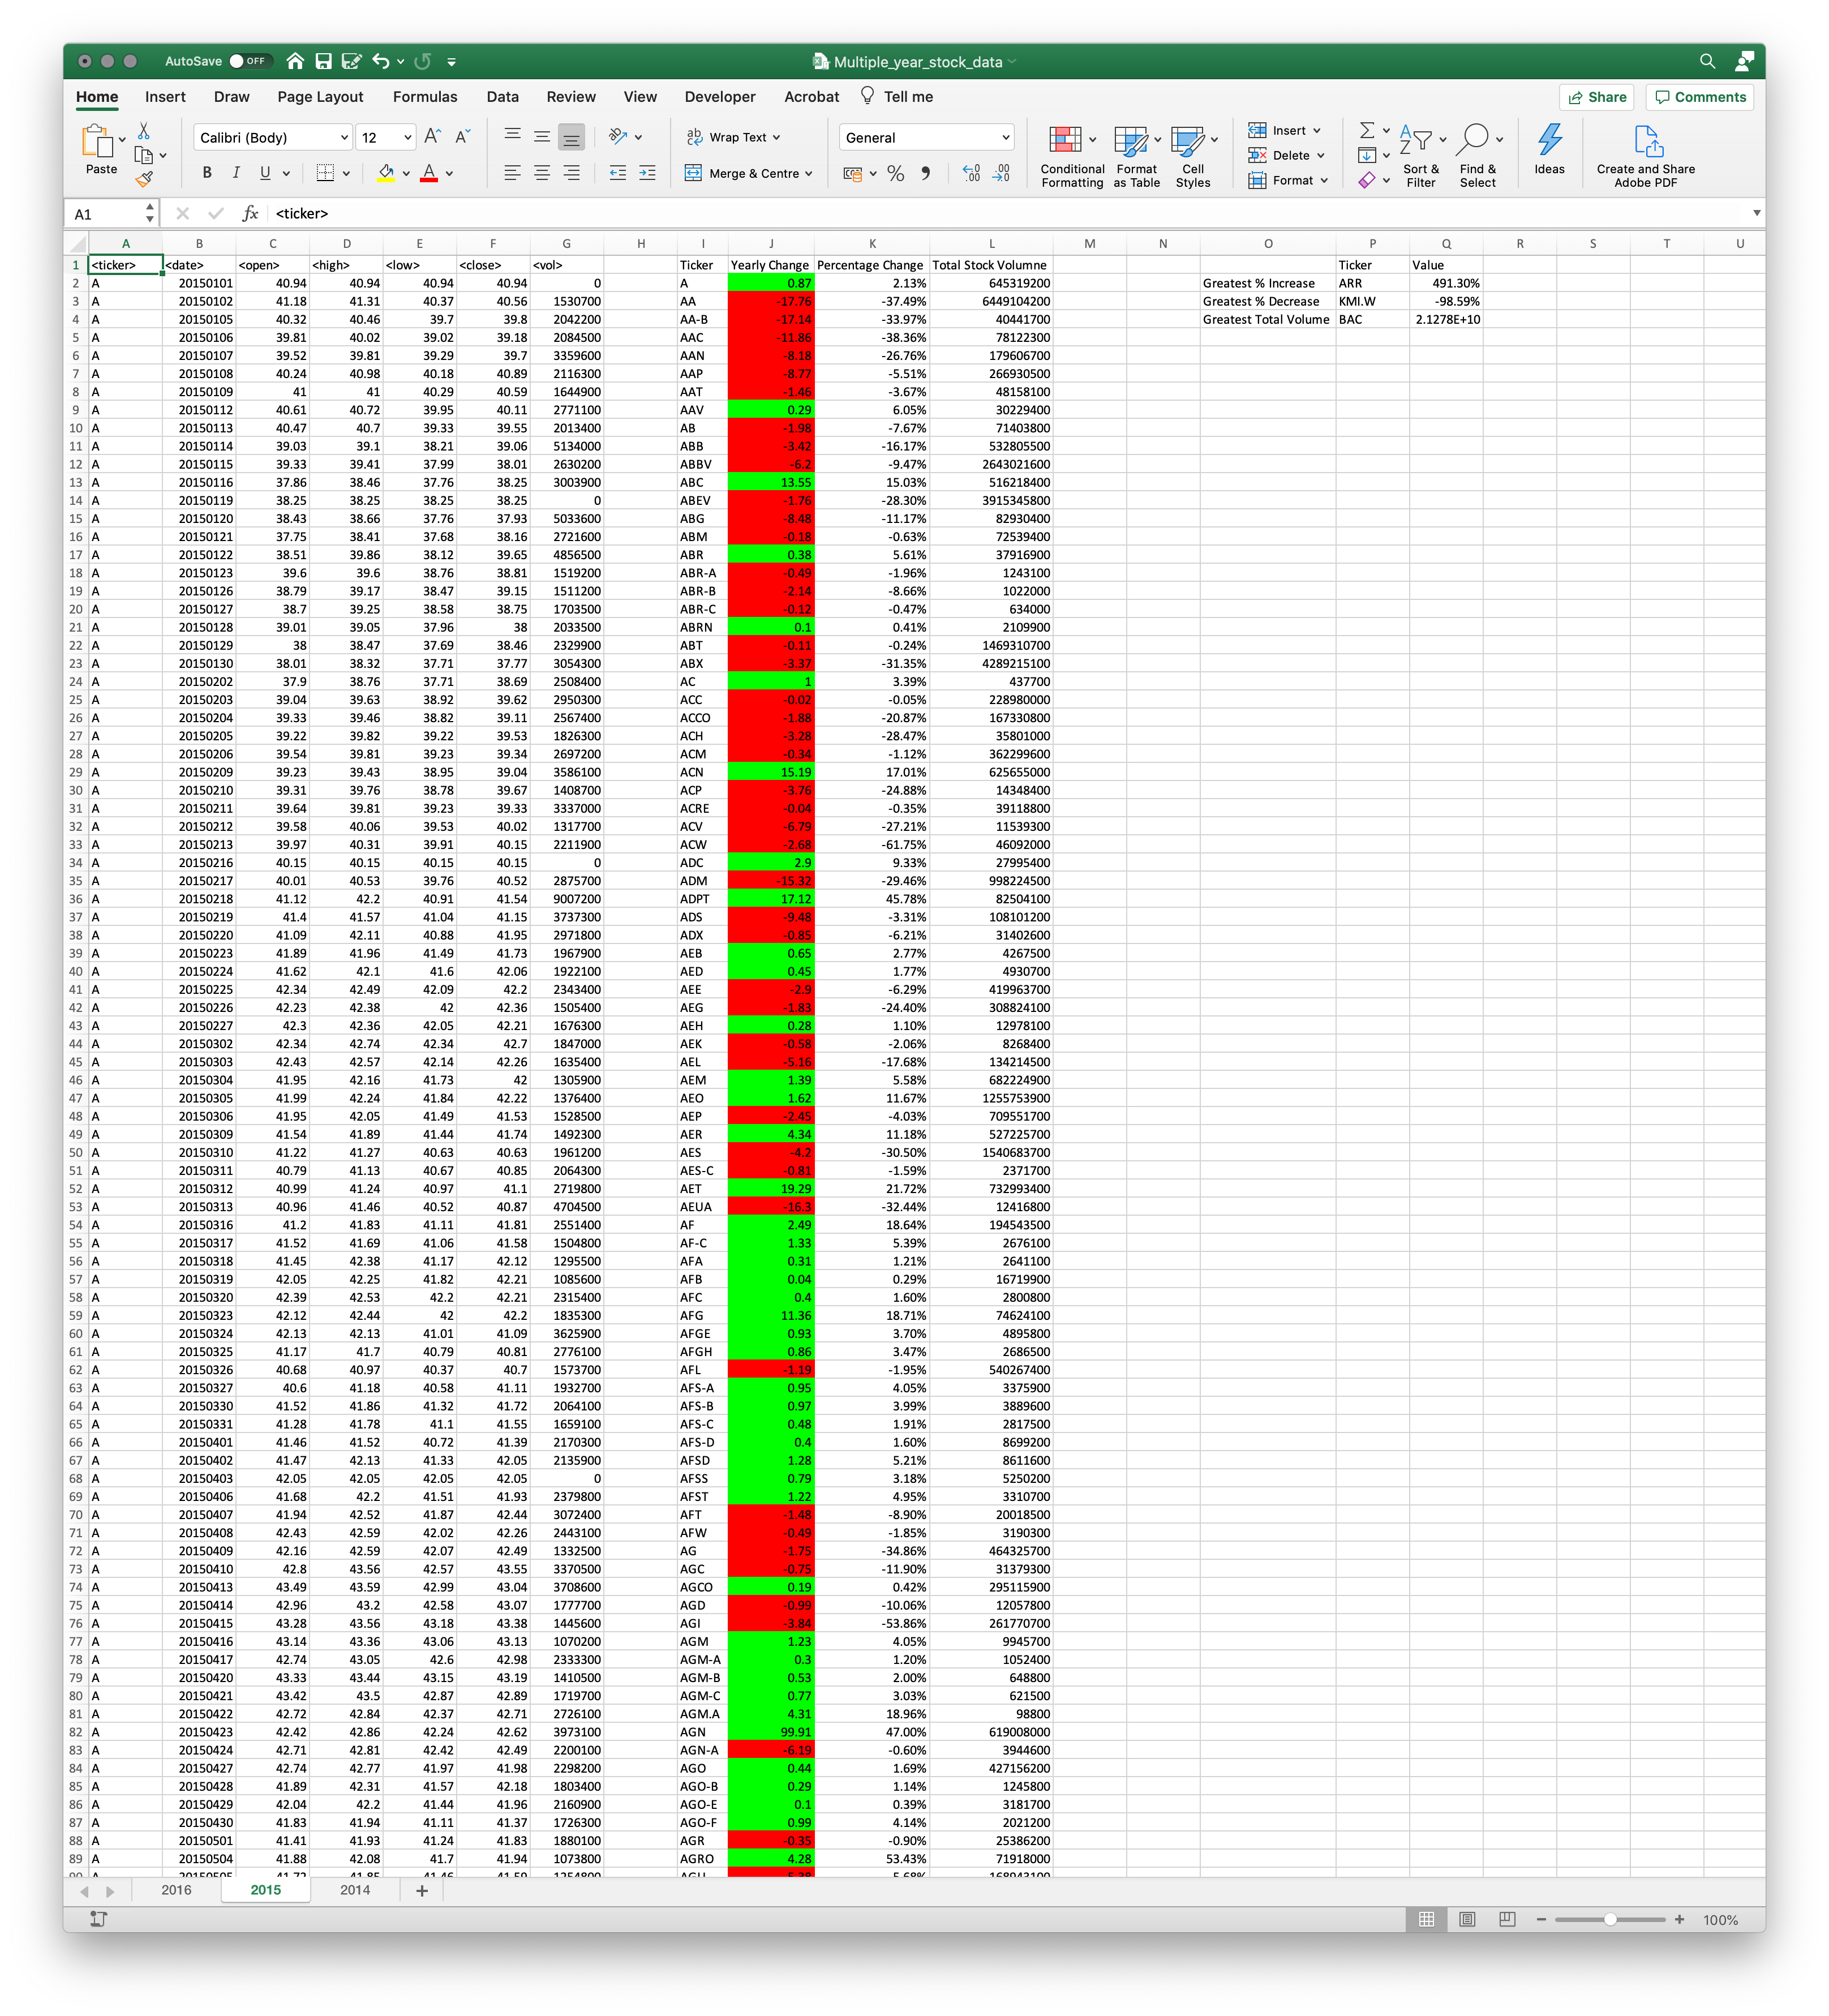 AutoSave OFF Multiple_year_stock_data
Home Insert Draw Page Layout Formulas Data Review View Developer Acrobat Tell me Share Comments
Paste Calibri (Body) 12 Wrap Text General Insert
B I U Merge & Centre Conditional Formatting Format as Table Cell Styles Delete Format Sort & Filter Find & Select Ideas Create and Share Adobe PDF
A1 fx <ticker>
A B C D E F G H I J K L M N O P Q R S T U
1 <ticker> <date> <open> <high> <low> <close> <vol> Ticker Yearly Change Percentage Change Total Stock Volumne Ticker Value
2 A 20150101 40.94 40.94 40.94 40.94 0 A 0.87 2.13% 645319200 Greatest % Increase ARR 491.30%
3 A 20150102 41.18 41.31 40.37 40.56 1530700 AA -17.76 -37.49% 6449104200 Greatest % Decrease KMI.W -98.59%
4 A 20150105 40.32 40.46 39.7 39.8 2042200 AA-B -17.14 -33.97% 40441700 Greatest Total Volume BAC 2.1278E+10
5 A 20150106 39.81 40.02 39.02 39.18 2084500 AAC -11.86 -38.36% 78122300
6 A 20150107 39.52 39.81 39.29 39.7 3359600 AAN -8.18 -26.76% 179606700
7 A 20150108 40.24 40.98 40.18 40.89 2116300 AAP -8.77 -5.51% 266930500
8 A 20150109 41 41 40.29 40.59 1644900 AAT -1.46 -3.67% 48158100
9 A 20150112 40.61 40.72 39.95 40.11 2771100 AAV 0.29 6.05% 30229400
10 A 20150113 40.47 40.7 39.33 39.55 2013400 AB -1.98 -7.67% 71403800
11 A 20150114 39.03 39.1 38.21 39.06 5134000 ABB -3.42 -16.17% 532805500
12 A 20150115 39.33 39.41 37.99 38.01 2630200 ABBV -6.2 -9.47% 2643021600
13 A 20150116 37.86 38.46 37.76 38.25 3003900 ABC 13.55 15.03% 516218400
14 A 20150119 38.25 38.25 38.25 38.25 0 ABEV -1.76 -28.30% 3915345800
15 A 20150120 38.43 38.66 37.76 37.93 5033600 ABG -8.48 -11.17% 82930400
16 A 20150121 37.75 38.41 37.68 38.16 2721600 ABM -0.18 -0.63% 72539400
17 A 20150122 38.51 39.86 38.12 39.65 4856500 ABR 0.38 5.61% 37916900
18 A 20150123 39.6 39.6 38.76 38.81 1519200 ABR-A -0.49 -1.96% 1243100
19 A 20150126 38.79 39.17 38.47 39.15 1511200 ABR-B -2.14 -8.66% 1022000
20 A 20150127 38.7 39.25 38.58 38.75 1703500 ABR-C -0.12 -0.47% 634000
21 A 20150128 39.01 39.05 37.96 38 2033500 ABRN 0.1 0.41% 2109900
22 A 20150129 38 38.47 37.69 38.46 2329900 ABT -0.11 -0.24% 1469310700
23 A 20150130 38.01 38.32 37.71 37.77 3054300 ABX -3.37 -31.35% 4289215100
24 A 20150202 37.9 38.76 37.71 38.69 2508400 AC 1 3.39% 437700
25 A 20150203 39.04 39.63 38.92 39.62 2950300 ACC -0.02 -0.05% 228980000
26 A 20150204 39.33 39.46 38.82 39.11 2567400 ACCO -1.88 -20.87% 167330800
27 A 20150205 39.22 39.82 39.22 39.53 1826300 ACH -3.28 -28.47% 35801000
28 A 20150206 39.54 39.81 39.23 39.34 2697200 ACM -0.34 -1.12% 362299600
29 A 20150209 39.23 39.43 38.95 39.04 3586100 ACN 15.19 17.01% 625655000
30 A 20150210 39.31 39.76 38.78 39.67 1408700 ACP -3.76 -24.88% 14348400
31 A 20150211 39.64 39.81 39.23 39.33 3337000 ACRE -0.04 -0.35% 39118800
32 A 20150212 39.58 40.06 39.53 40.02 1317700 ACV -6.79 -27.21% 11539300
33 A 20150213 39.97 40.31 39.91 40.15 2211900 ACW -2.68 -61.75% 46092000
34 A 20150216 40.15 40.15 40.15 40.15 0 ADC 2.9 9.33% 27995400
35 A 20150217 40.01 40.53 39.76 40.52 2875700 ADM -15.32 -29.46% 998224500
36 A 20150218 41.12 42.2 40.91 41.54 9007200 ADPT 17.12 45.78% 82504100
37 A 20150219 41.4 41.57 41.04 41.15 3737300 ADS -9.48 -3.31% 108101200
38 A 20150220 41.09 42.11 40.88 41.95 2971800 ADX -0.85 -6.21% 31402600
39 A 20150223 41.89 41.96 41.49 41.73 1967900 AEB 0.65 2.77% 4267500
40 A 20150224 41.62 42.1 41.6 42.06 1922100 AED 0.45 1.77% 4930700
41 A 20150225 42.34 42.49 42.09 42.2 2343400 AEE -2.9 -6.29% 419963700
42 A 20150226 42.23 42.38 42 42.36 1505400 AEG -1.83 -24.40% 308824100
43 A 20150227 42.3 42.36 42.05 42.21 1676300 AEH 0.28 1.10% 12978100
44 A 20150302 42.34 42.74 42.34 42.7 1847000 AEK -0.58 -2.06% 8268400
45 A 20150303 42.43 42.57 42.14 42.26 1635400 AEL -5.16 -17.68% 134214500
46 A 20150304 41.95 42.16 41.73 42 1305900 AEM 1.39 5.58% 682224900
47 A 20150305 41.99 42.24 41.84 42.22 1376400 AEO 1.62 11.67% 1255753900
48 A 20150306 41.95 42.05 41.49 41.53 1528500 AEP -2.45 -4.03% 709551700
49 A 20150309 41.54 41.89 41.44 41.74 1492300 AER 4.34 11.18% 527225700
50 A 20150310 41.22 41.27 40.63 40.63 1961200 AES -4.2 -30.50% 1540683700
51 A 20150311 40.79 41.13 40.67 40.85 2064300 AES-C -0.81 -1.59% 2371700
52 A 20150312 40.99 41.24 40.97 41.1 2719800 AET 19.29 21.72% 732993400
53 A 20150313 40.96 41.46 40.52 40.87 4704500 AEUA -16.3 -32.44% 12416800
54 A 20150316 41.2 41.83 41.11 41.81 2551400 AF 2.49 18.64% 194543500
55 A 20150317 41.52 41.69 41.06 41.58 1504800 AF-C 1.33 5.39% 2676100
56 A 20150318 41.45 42.38 41.17 42.12 1295500 AFA 0.31 1.21% 2641100
57 A 20150319 42.05 42.25 41.82 42.21 1085600 AFB 0.04 0.29% 16719900
58 A 20150320 42.39 42.53 42.2 42.21 2315400 AFC 0.4 1.60% 2800800
59 A 20150323 42.12 42.44 42 42.2 1835300 AFG 11.36 18.71% 74624100
60 A 20150324 42.13 42.13 41.01 41.09 3625900 AFGE 0.93 3.70% 4895800
61 A 20150325 41.17 41.7 40.79 40.81 2776100 AFGH 0.86 3.47% 2686500
62 A 20150326 40.68 40.97 40.37 40.7 1573700 AFL -1.19 -1.95% 540267400
63 A 20150327 40.6 41.18 40.58 41.11 1932700 AFS-A 0.95 4.05% 3375900
64 A 20150330 41.52 41.86 41.32 41.72 2064100 AFS-B 0.97 3.99% 3889600
65 A 20150331 41.28 41.78 41.1 41.55 1659100 AFS-C 0.48 1.91% 2817500
66 A 20150401 41.46 41.52 40.72 41.39 2170300 AFS-D 0.4 1.60% 8699200
67 A 20150402 41.47 42.13 41.33 42.05 2135900 AFSD 1.28 5.21% 8611600
68 A 20150403 42.05 42.05 42.05 42.05 0 AFSS 0.79 3.18% 5250200
69 A 20150406 41.68 42.2 41.51 41.93 2379800 AFST 1.22 4.95% 3310700
70 A 20150407 41.94 42.52 41.87 42.44 3072400 AFT -1.48 -8.90% 20018500
71 A 20150408 42.43 42.59 42.02 42.26 2443100 AFW -0.49 -1.85% 3190300
72 A 20150409 42.16 42.59 42.07 42.49 1332500 AG -1.75 -34.86% 464325700
73 A 20150410 42.8 43.56 42.57 43.55 3370500 AGC -0.75 -11.90% 31379300
74 A 20150413 43.49 43.59 42.99 43.04 3708600 AGCO 0.19 0.42% 295115900
75 A 20150414 42.96 43.2 42.58 43.07 1777700 AGD -0.99 -10.06% 12057800
76 A 20150415 43.28 43.56 43.18 43.38 1445600 AGI -3.84 -53.86% 261770700
77 A 20150416 43.14 43.36 43.06 43.13 1070200 AGM 1.23 4.05% 9945700
78 A 20150417 42.74 43.05 42.6 42.98 2333300 AGM-A 0.3 1.20% 1052400
79 A 20150420 43.33 43.44 43.15 43.19 1410500 AGM-B 0.53 2.00% 648800
80 A 20150421 43.42 43.5 42.87 42.89 1719700 AGM-C 0.77 3.03% 621500
81 A 20150422 42.72 42.84 42.37 42.71 2726100 AGM.A 4.31 18.96% 98800
82 A 20150423 42.42 42.86 42.24 42.62 3973100 AGN 99.91 47.00% 619008000
83 A 20150424 42.71 42.81 42.42 42.49 2200100 AGN-A -6.19 -0.60% 3944600
84 A 20150427 42.74 42.77 41.97 41.98 2298200 AGO 0.44 1.69% 427156200
85 A 20150428 41.89 42.31 41.57 42.18 1803400 AGO-B 0.29 1.14% 1245800
86 A 20150429 42.04 42.2 41.44 41.96 2160900 AGO-E 0.1 0.39% 3181700
87 A 20150430 41.83 41.94 41.11 41.37 1726300 AGO-F 0.99 4.14% 2021200
88 A 20150501 41.41 41.93 41.24 41.83 1880100 AGR -0.35 -0.90% 25386200
89 A 20150504 41.88 42.08 41.7 41.94 1073800 AGRO 4.28 53.43% 71918000
2016 2015 2014 +
100%